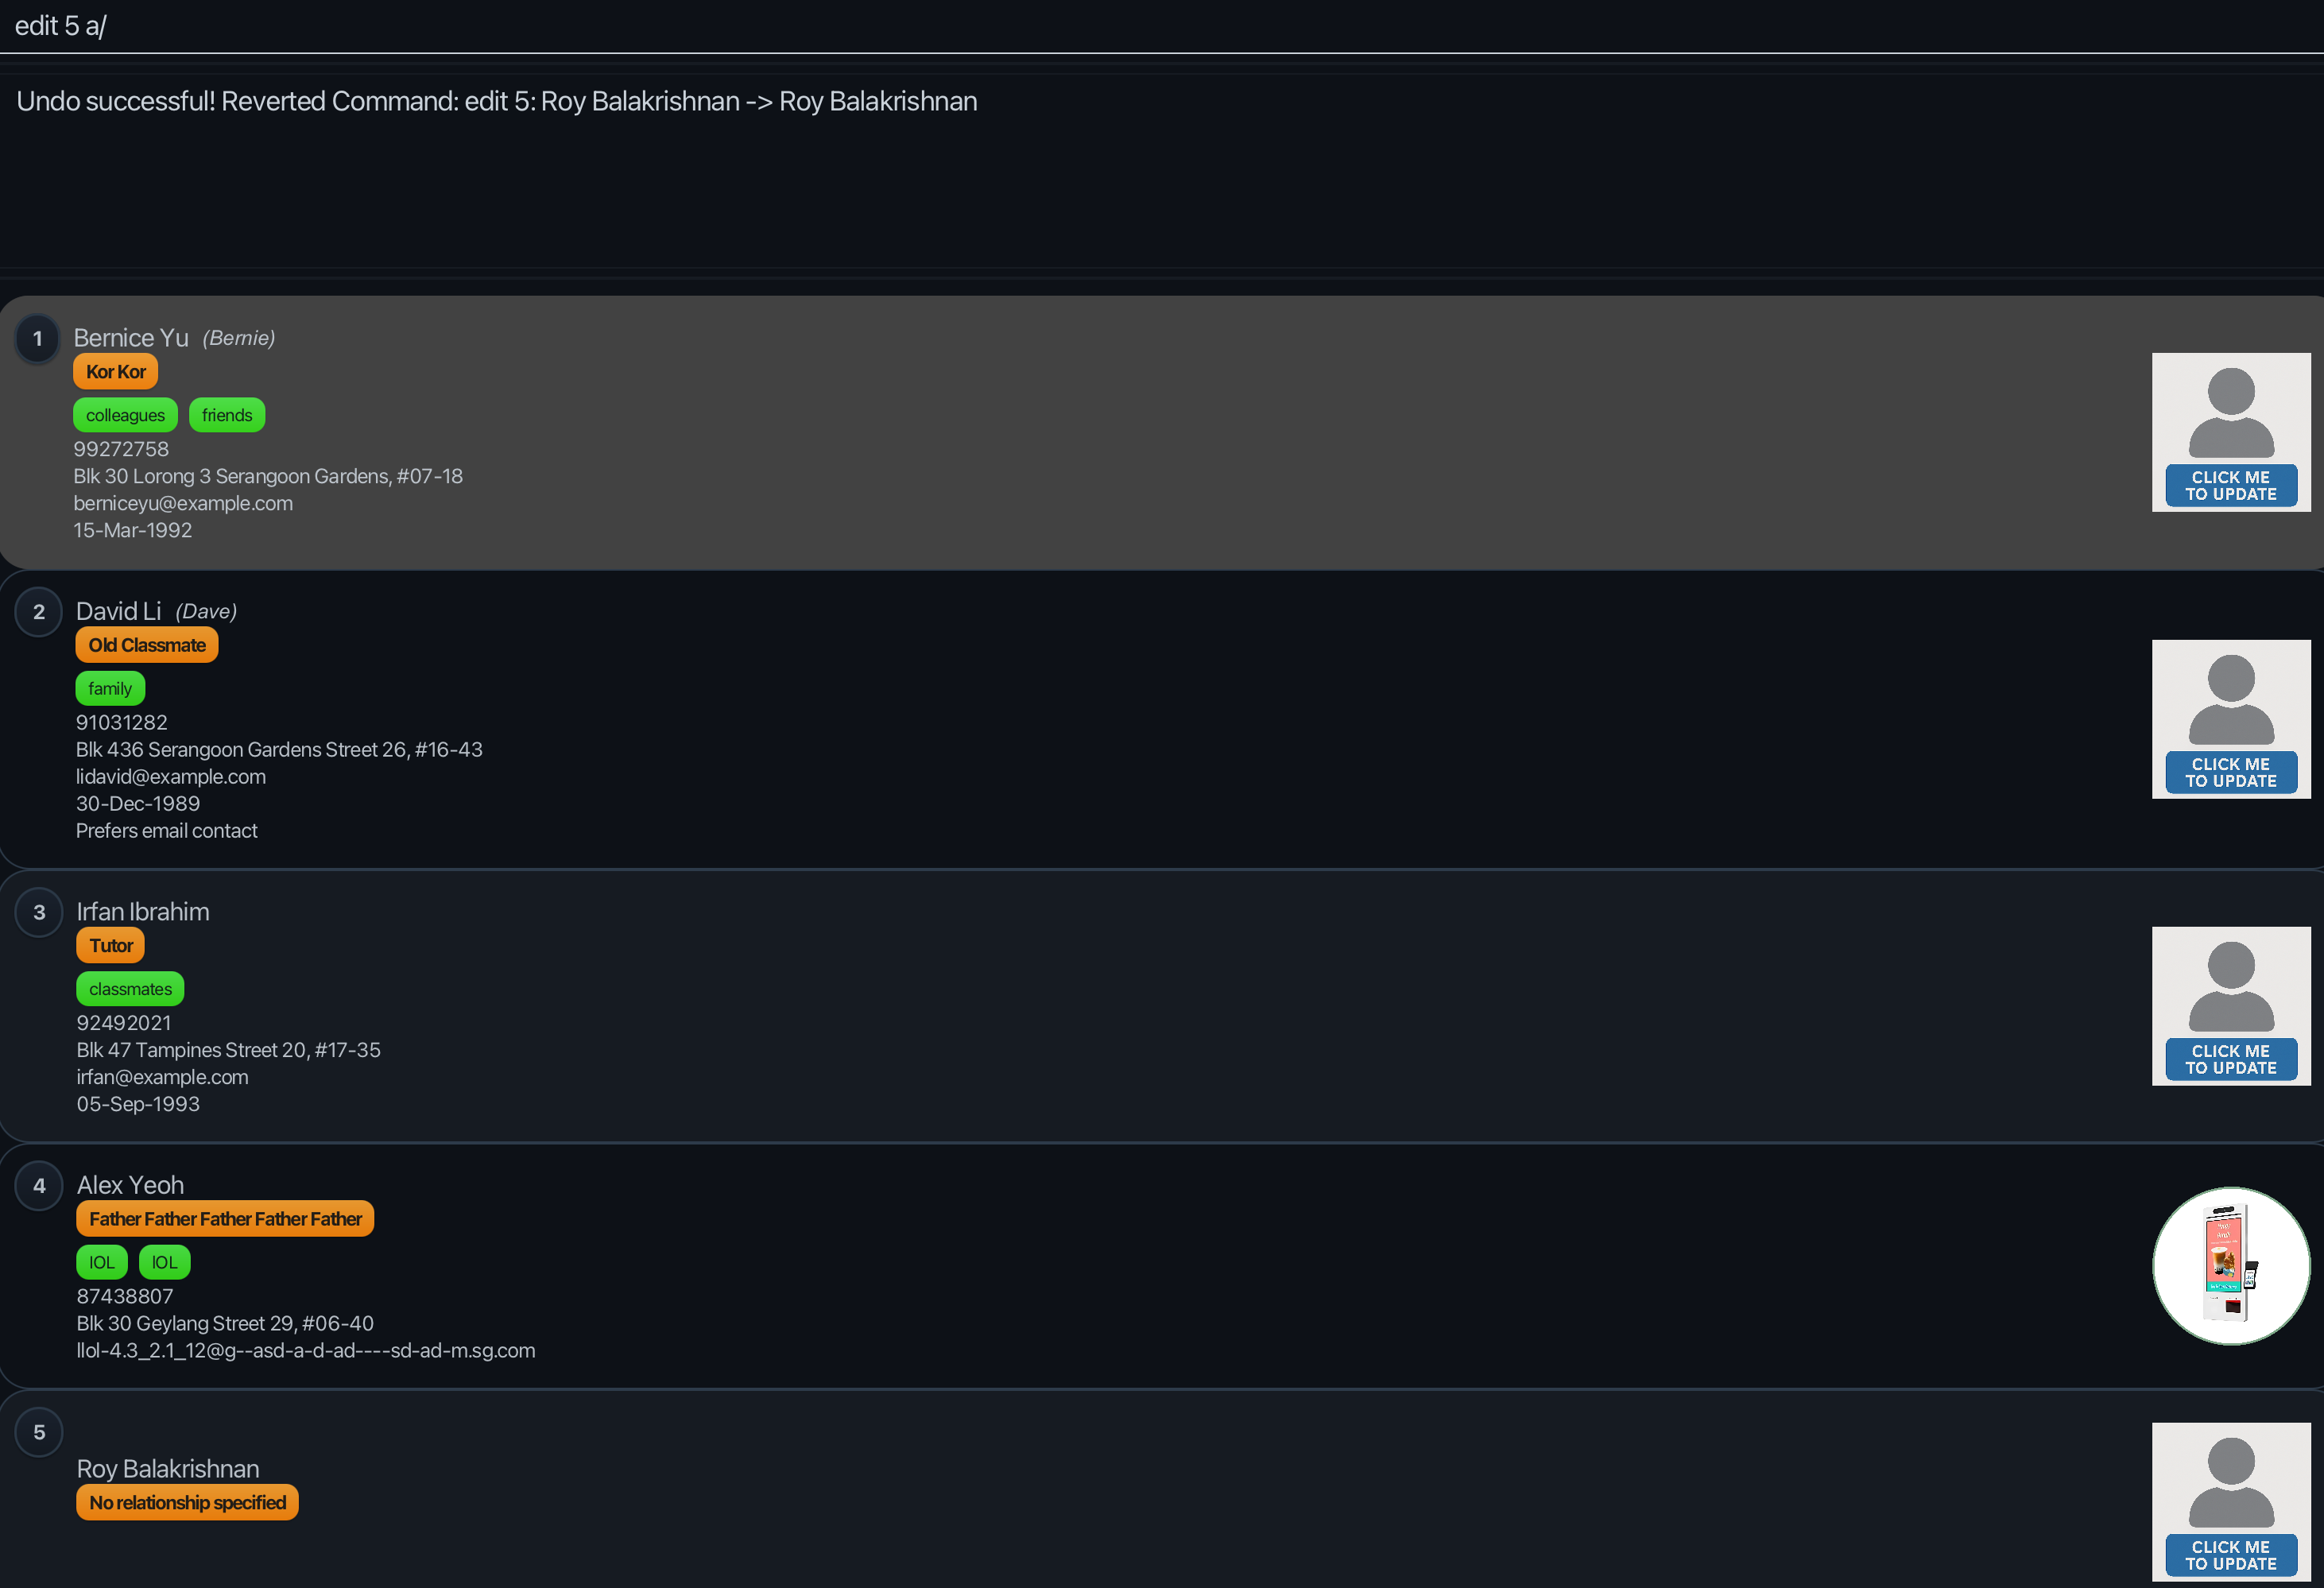 edit 5 a/
Undo successful! Reverted Command: edit 5: Roy Balakrishnan -> Roy Balakrishnan
1
Bernice Yu (Bernie)
Kor Kor
colleagues friends
99272758
Blk 30 Lorong 3 Serangoon Gardens, #07-18
berniceyu@example.com
15-Mar-1992
CLICK ME
TO UPDATE
2
David Li (Dave)
Old Classmate
family
91031282
Blk 436 Serangoon Gardens Street 26, #16-43
lidavid@example.com
30-Dec-1989
Prefers email contact
CLICK ME
TO UPDATE
3
Irfan Ibrahim
Tutor
classmates
92492021
Blk 47 Tampines Street 20, #17-35
irfan@example.com
05-Sep-1993
CLICK ME
TO UPDATE
4
Alex Yeoh
Father Father Father Father Father
lOL lOL
87438807
Blk 30 Geylang Street 29, #06-40
llol-4.3_2.1_12@g--asd-a-d-ad----sd-ad-m.sg.com
5
Roy Balakrishnan
No relationship specified
CLICK ME
TO UPDATE